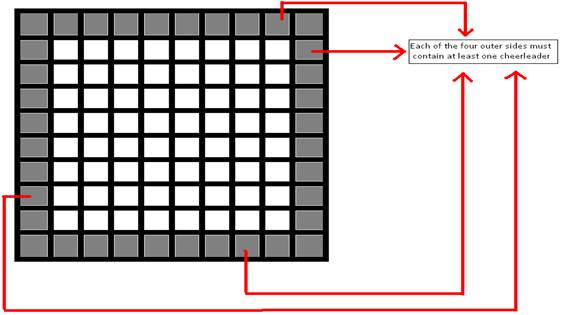 Each of the four outer sides must
contain at least one cheerleader